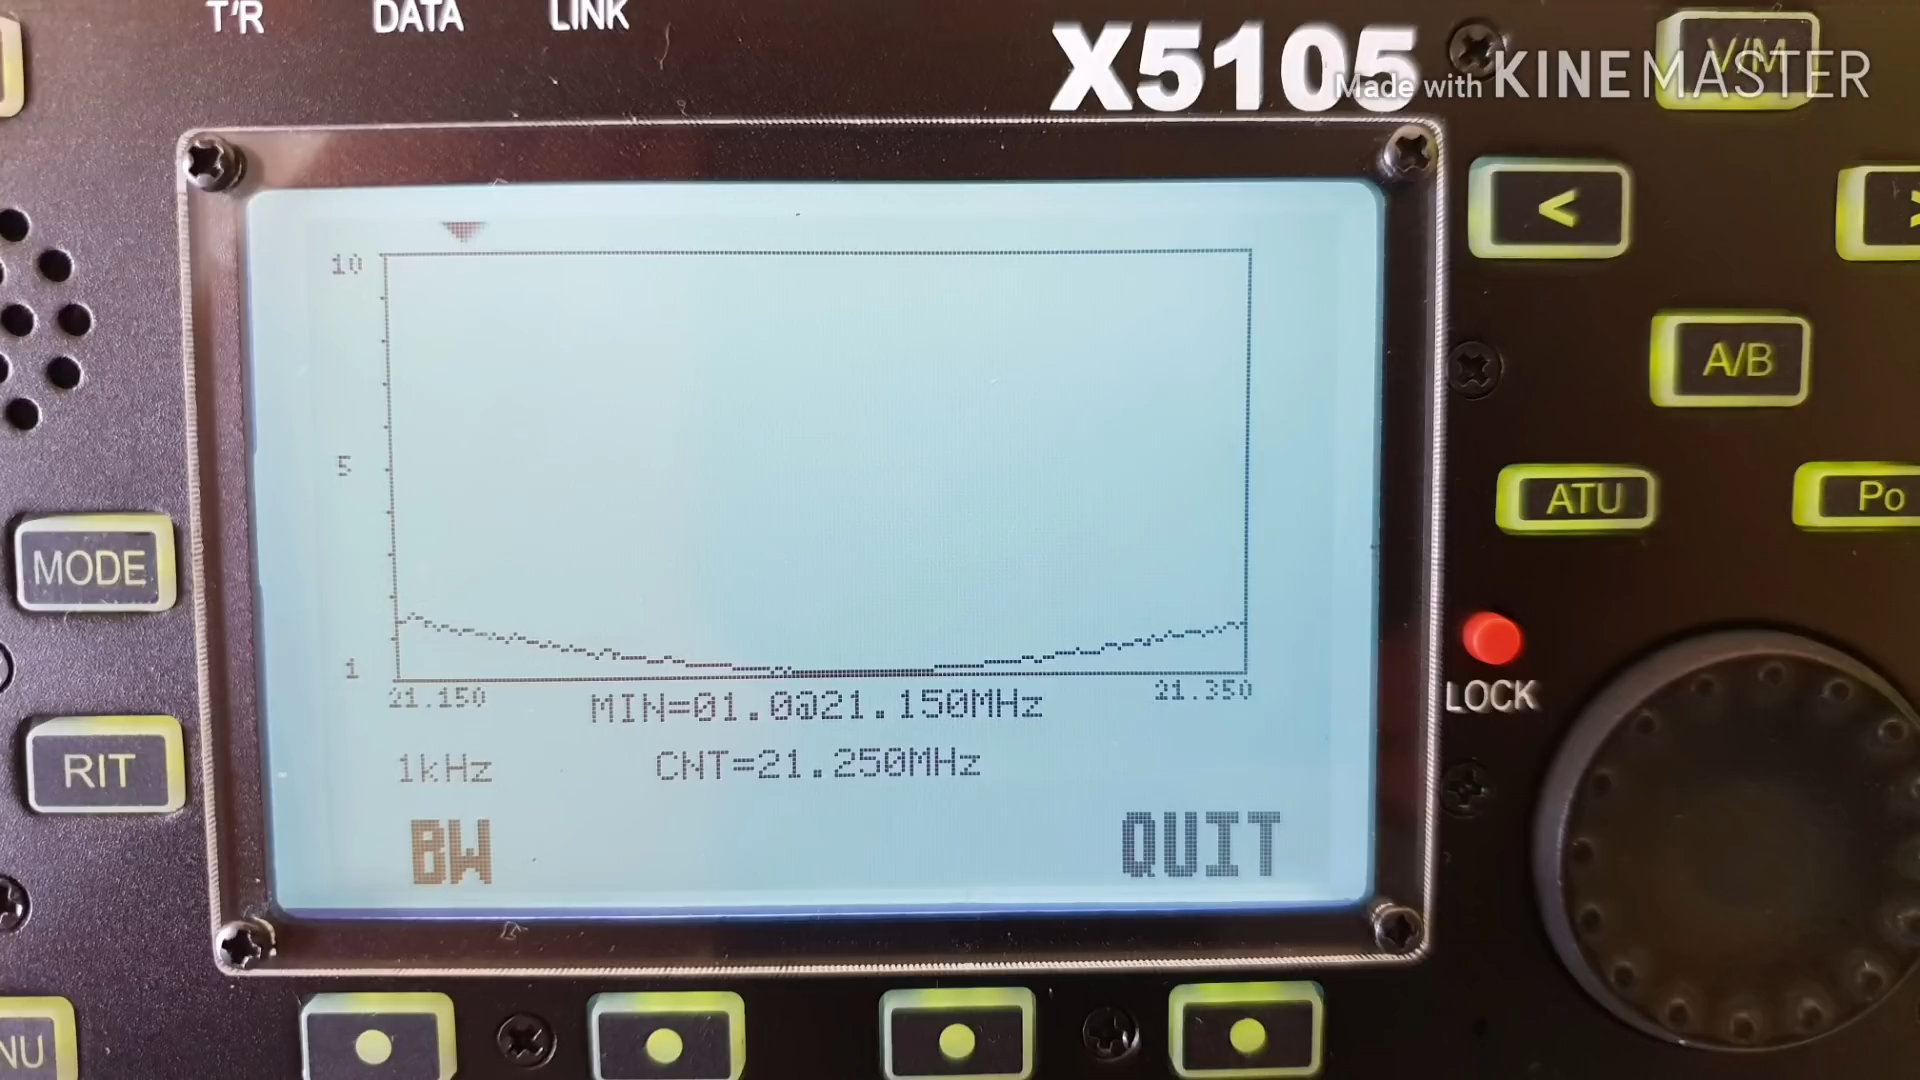 T'R DATA LINK
X5105
Made with KINEMASTER
V/M
<
>
10
A/B
5
ATU
Po
MODE
1
21.150
21.350
MIN=01.0@21.150MHz
LOCK
1kHz
CNT=21.250MHz
RIT
BW
QUIT
NU